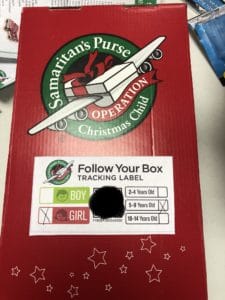 Samaritan's Purse
OPERATION
Christmas Child
Follow Your Box
TRACKING LABEL
BOY
2-4 Years Old
GIRL
5-9 Years Old
10-14 Years Old